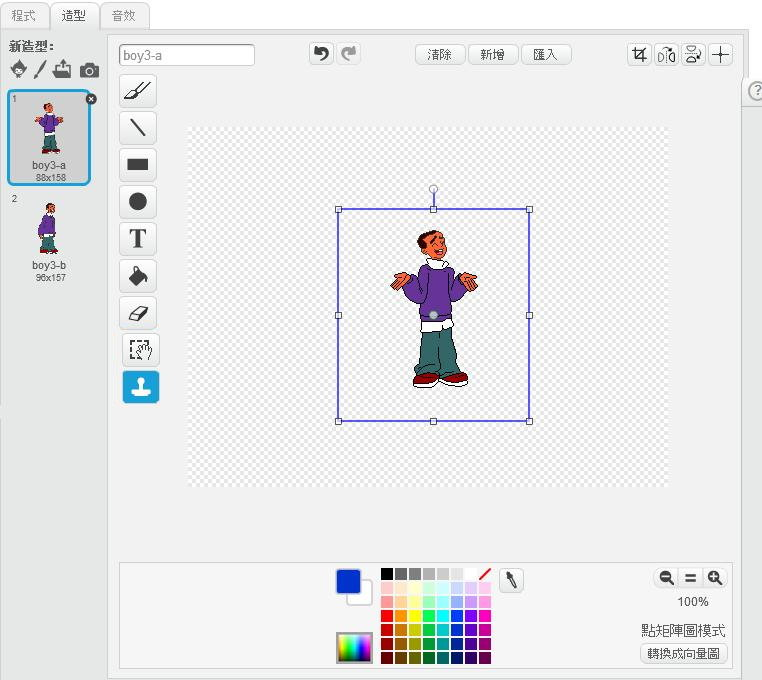 程式 造型 音效
新造型:
boy3-a
清除 新增 匯入
?
1
boy3-a
88x158
2
boy3-b
96x157
T
100%
點矩陣圖模式
轉換成向量圖